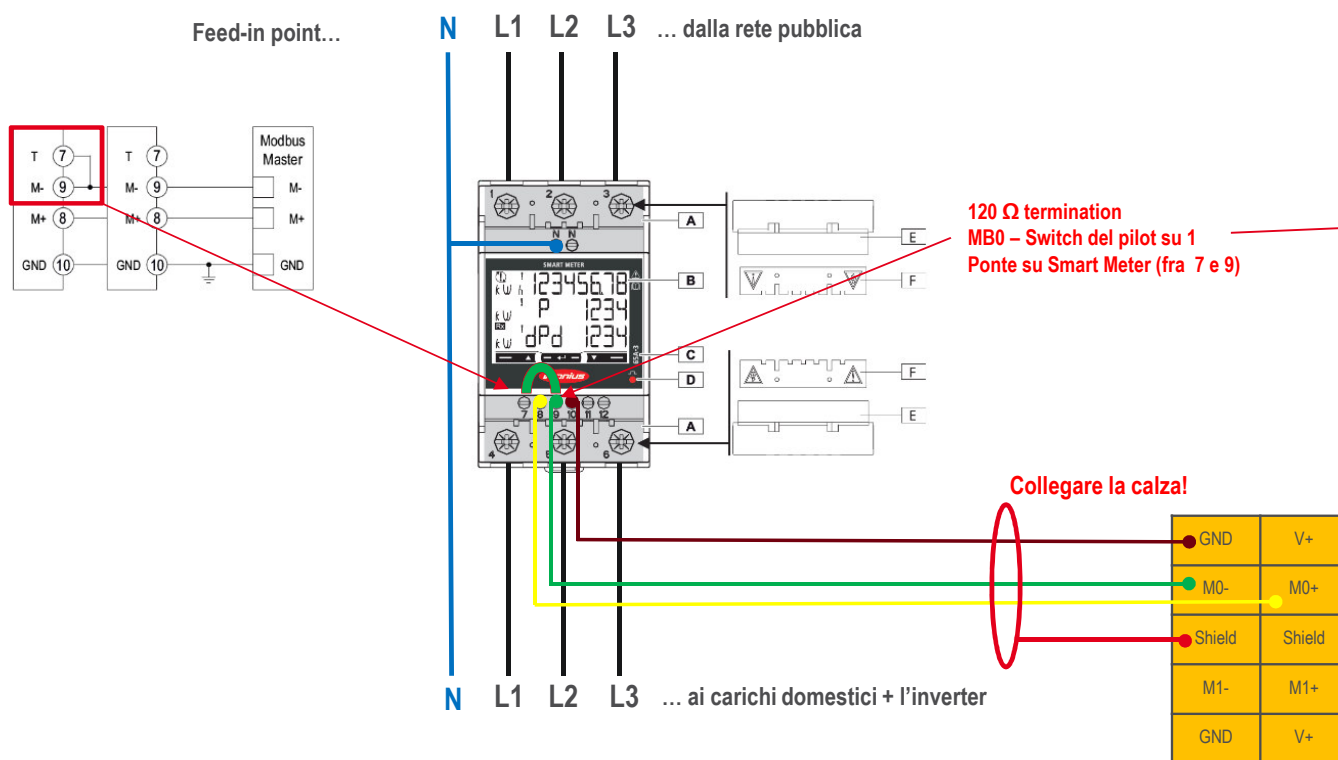 Feed-in point…
N L1 L2 L3 … dalla rete pubblica
T 7 T 7 Modbus
Master
M- 9 M- 9 M-
M+ 8 M+ 8 M+
GND 10 GND 10 GND
1 2 3
A
N N
SMART METER
k W h 12345678
B
k W P 1234
k W dPd 1234
65A-3
C
D
7 8 9 10 11 12
A
4 5 6
E
F
F
E
120 Ω termination
MB0 – Switch del pilot su 1
Ponte su Smart Meter (fra 7 e 9)
Collegare la calza!
GND V+
M0- M0+
Shield Shield
M1- M1+
GND V+
N L1 L2 L3 … ai carichi domestici + l’inverter